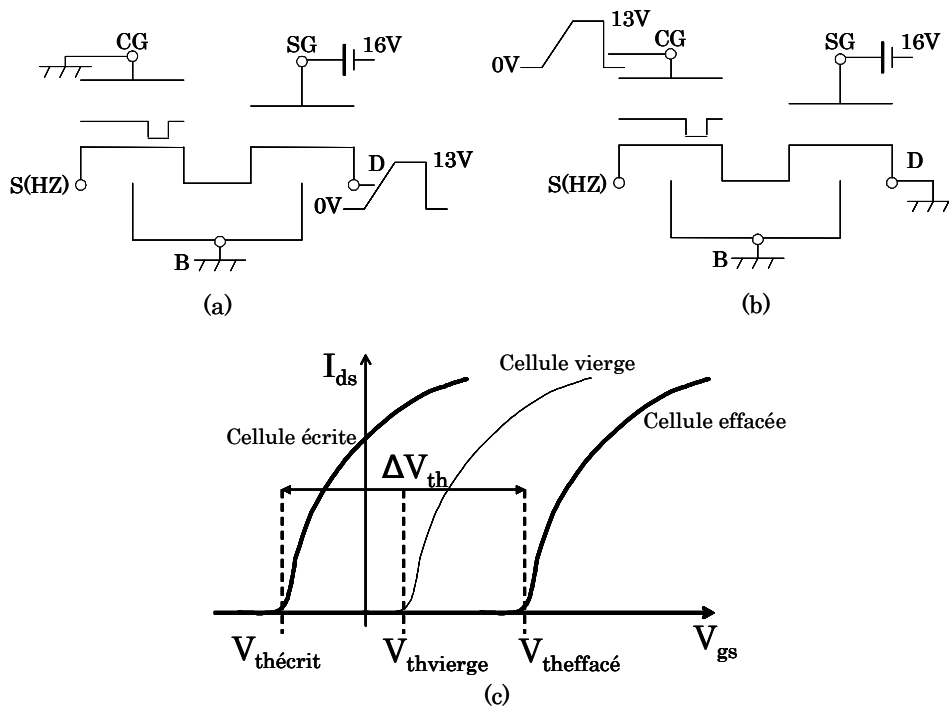 CG
SG
16V
S(HZ)
D
13V
0V
B
(a)
13V
0V
CG
SG
16V
S(HZ)
D
B
(b)
Ids
Cellule vierge
Cellule écrite
Cellule effacée
ΔVth
Vthécrit
Vthvierge
Vtheffacé
Vgs
(c)